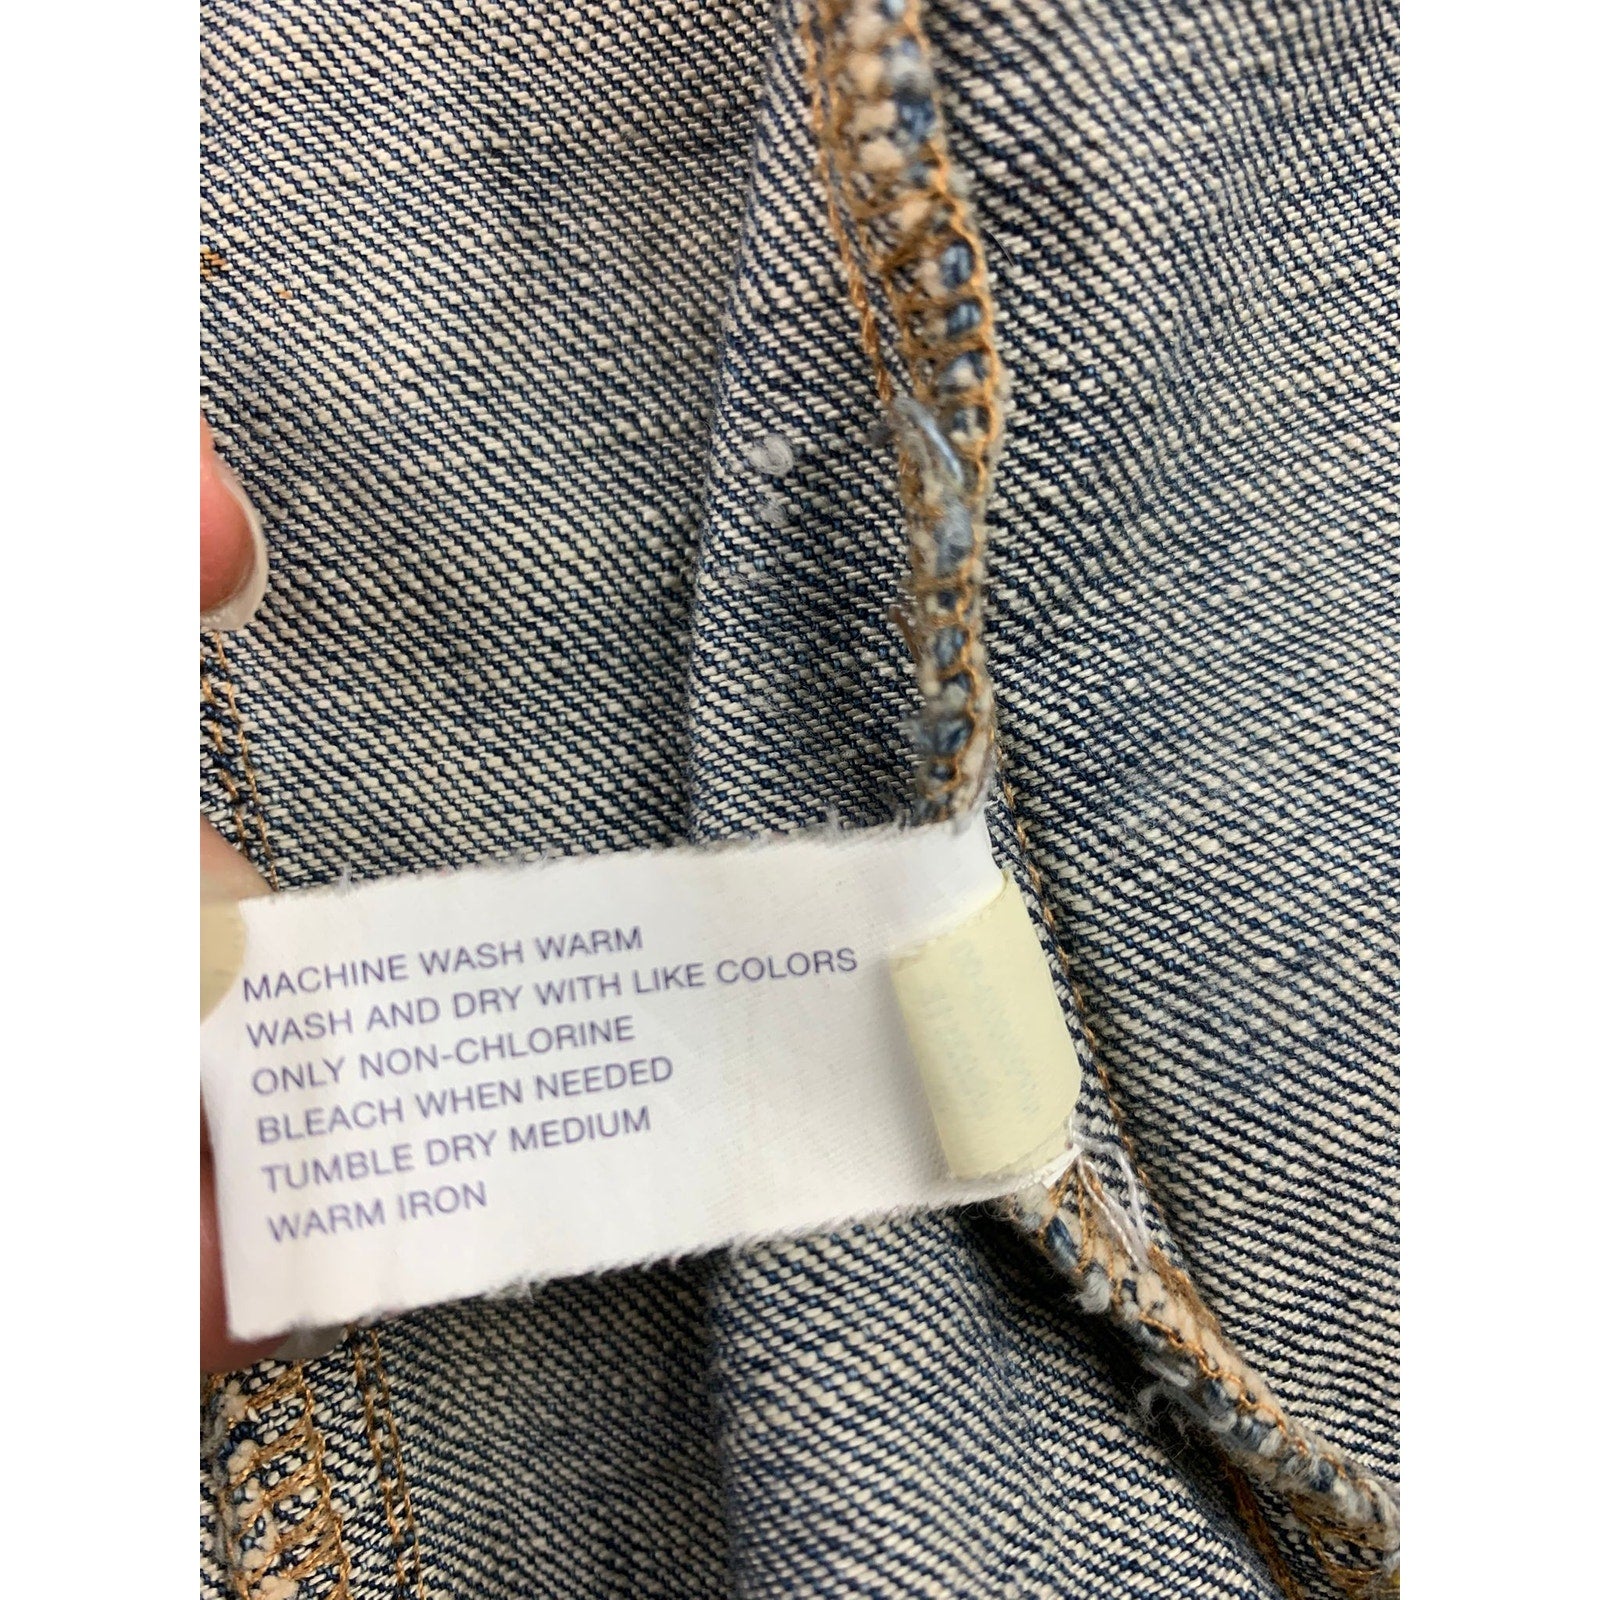 MACHINE WASH WARM
WASH AND DRY WITH LIKE COLORS
ONLY NON-CHLORINE
BLEACH WHEN NEEDED
TUMBLE DRY MEDIUM
WARM IRON